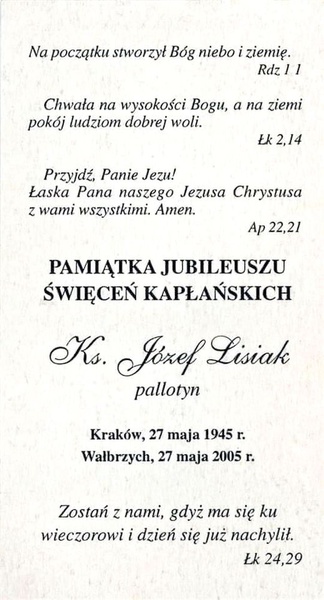 Na początku stworzył Bóg niebo i ziemię.
Rdz 1 1
Chwała na wysokości Bogu, a na ziemi
pokój ludziom dobrej woli.
Łk 2,14
Przyjdź, Panie Jezu!
Łaska Pana naszego Jezusa Chrystusa
z wami wszystkimi. Amen.
Ap 22,21
PAMIĄTKA JUBILEUSZU
ŚWIĘCEŃ KAPŁAŃSKICH
Ks. Józef Lisiak
pallotyn
Kraków, 27 maja 1945 r.
Wałbrzych, 27 maja 2005 r.
Zostań z nami, gdyż ma się ku
wieczorowi i dzień się już nachylił.
Łk 24,29